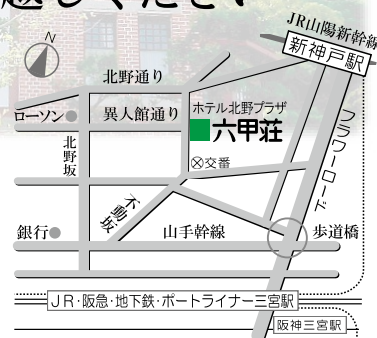 越しください
N
JR山陽新幹線
新神戸駅
北野通り
ローソン
異人館通り
ホテル北野プラザ
六甲荘
北野坂
交番
フラワーロード
不動坂
銀行
山手幹線
歩道橋
JR・阪急・地下鉄・ポートライナー三宮駅
阪神三宮駅